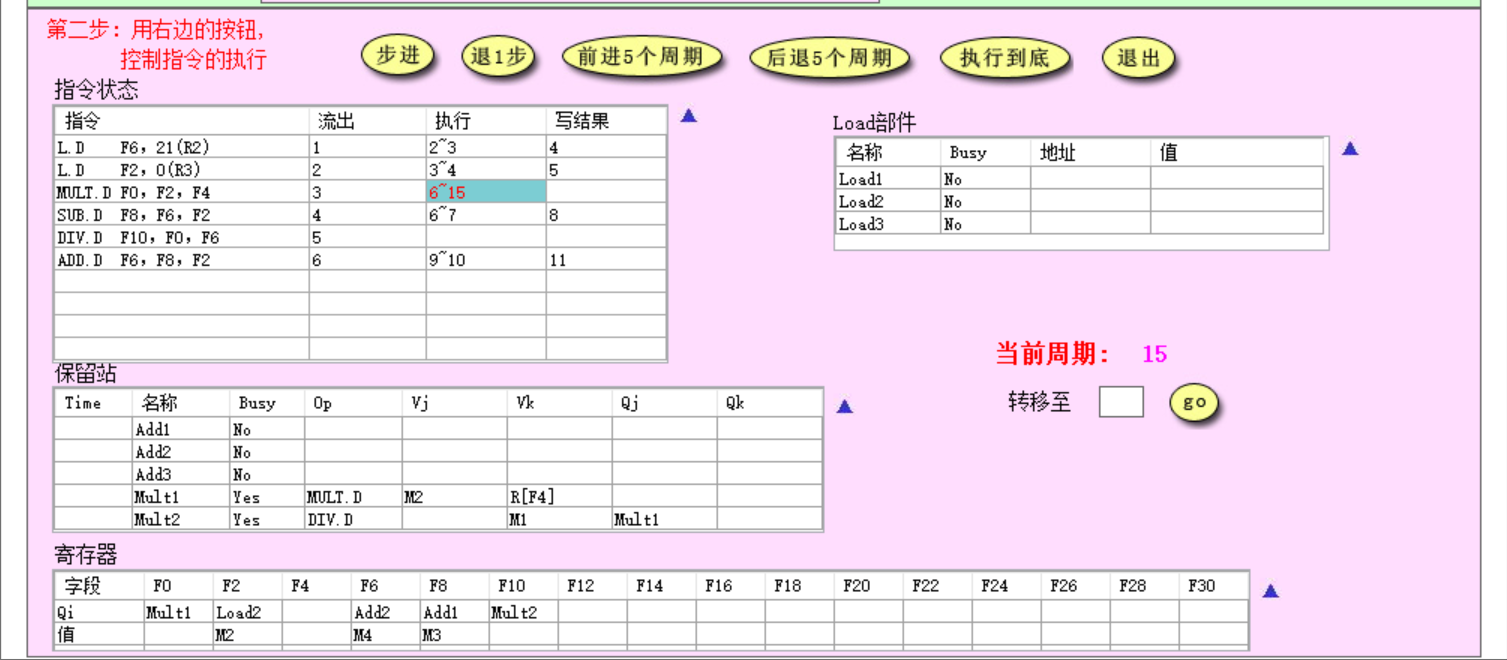 第二步：用右边的按钮，
控制指令的执行
步进 退1步 前进5个周期 后退5个周期 执行到底 退出
指令状态
指令 流出 执行 写结果
L.D F6, 21(R2) 1 2~3 4
L.D F2, 0(R3) 2 3~4 5
MULT.D F0, F2, F4 3 6~15
SUB.D F8, F6, F2 4 6~7 8
DIV.D F10, F0, F6 5
ADD.D F6, F8, F2 6 9~10 11
Load部件
名称 Busy 地址 值
Load1 No
Load2 No
Load3 No
当前周期： 15
转移至 go
保留站
Time 名称 Busy Op Vj Vk Qj Qk
Add1 No
Add2 No
Add3 No
Mult1 Yes MULT.D M2 R[F4]
Mult2 Yes DIV.D M1 Mult1
寄存器
字段 F0 F2 F4 F6 F8 F10 F12 F14 F16 F18 F20 F22 F24 F26 F28 F30
Qi Mult1 Load2 Add2 Add1 Mult2
值 M2 M4 M3